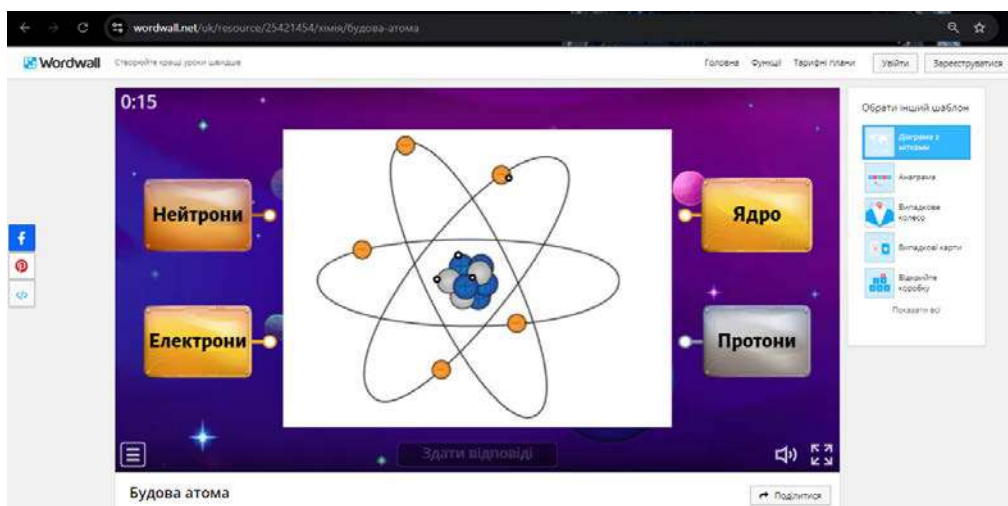 wordwall.net/uk/resource/25421454/хімія/будова-атома
Wordwall Створюйте кращі уроки швидше
Головна Функції Тарифні плани Увійти Зареєструватися
0:15
Нейтрони
Електрони
Ядро
Протони
Здати відповіді
Обрати інший шаблон
Діаграма з мітками
Анаграма
Випадкове
колесо
Випадкові карти
Відкрийте
коробку
Показати всі
Будова атома
Поділитися